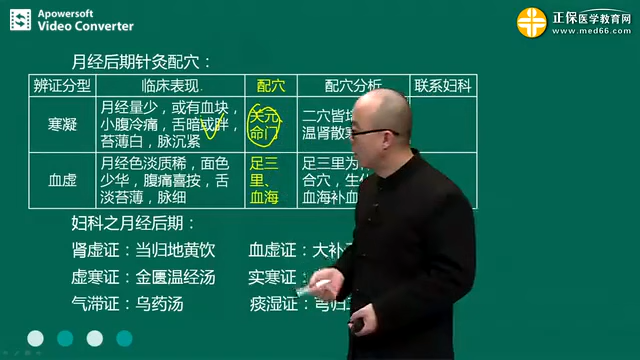 Apowersoft
Video Converter
正保医学教育网
www.med66.com
月经后期针灸配穴：
辨证分型 临床表现 配穴 配穴分析 联系妇科
寒凝
月经量少，或有血块，
小腹冷痛，舌暗或胖，
苔薄白，脉沉紧
关元、
命门
二穴皆
温肾散寒
血虚
月经色淡质稀，面色
少华，腹痛喜按，舌
淡苔薄，脉细
足三
里、
血海
足三里为
合穴，生
血海补血
妇科之月经后期：
肾虚证：当归地黄饮 血虚证：大补
虚寒证：金匮温经汤 实寒证：
气滞证：乌药汤 痰湿证：芎归